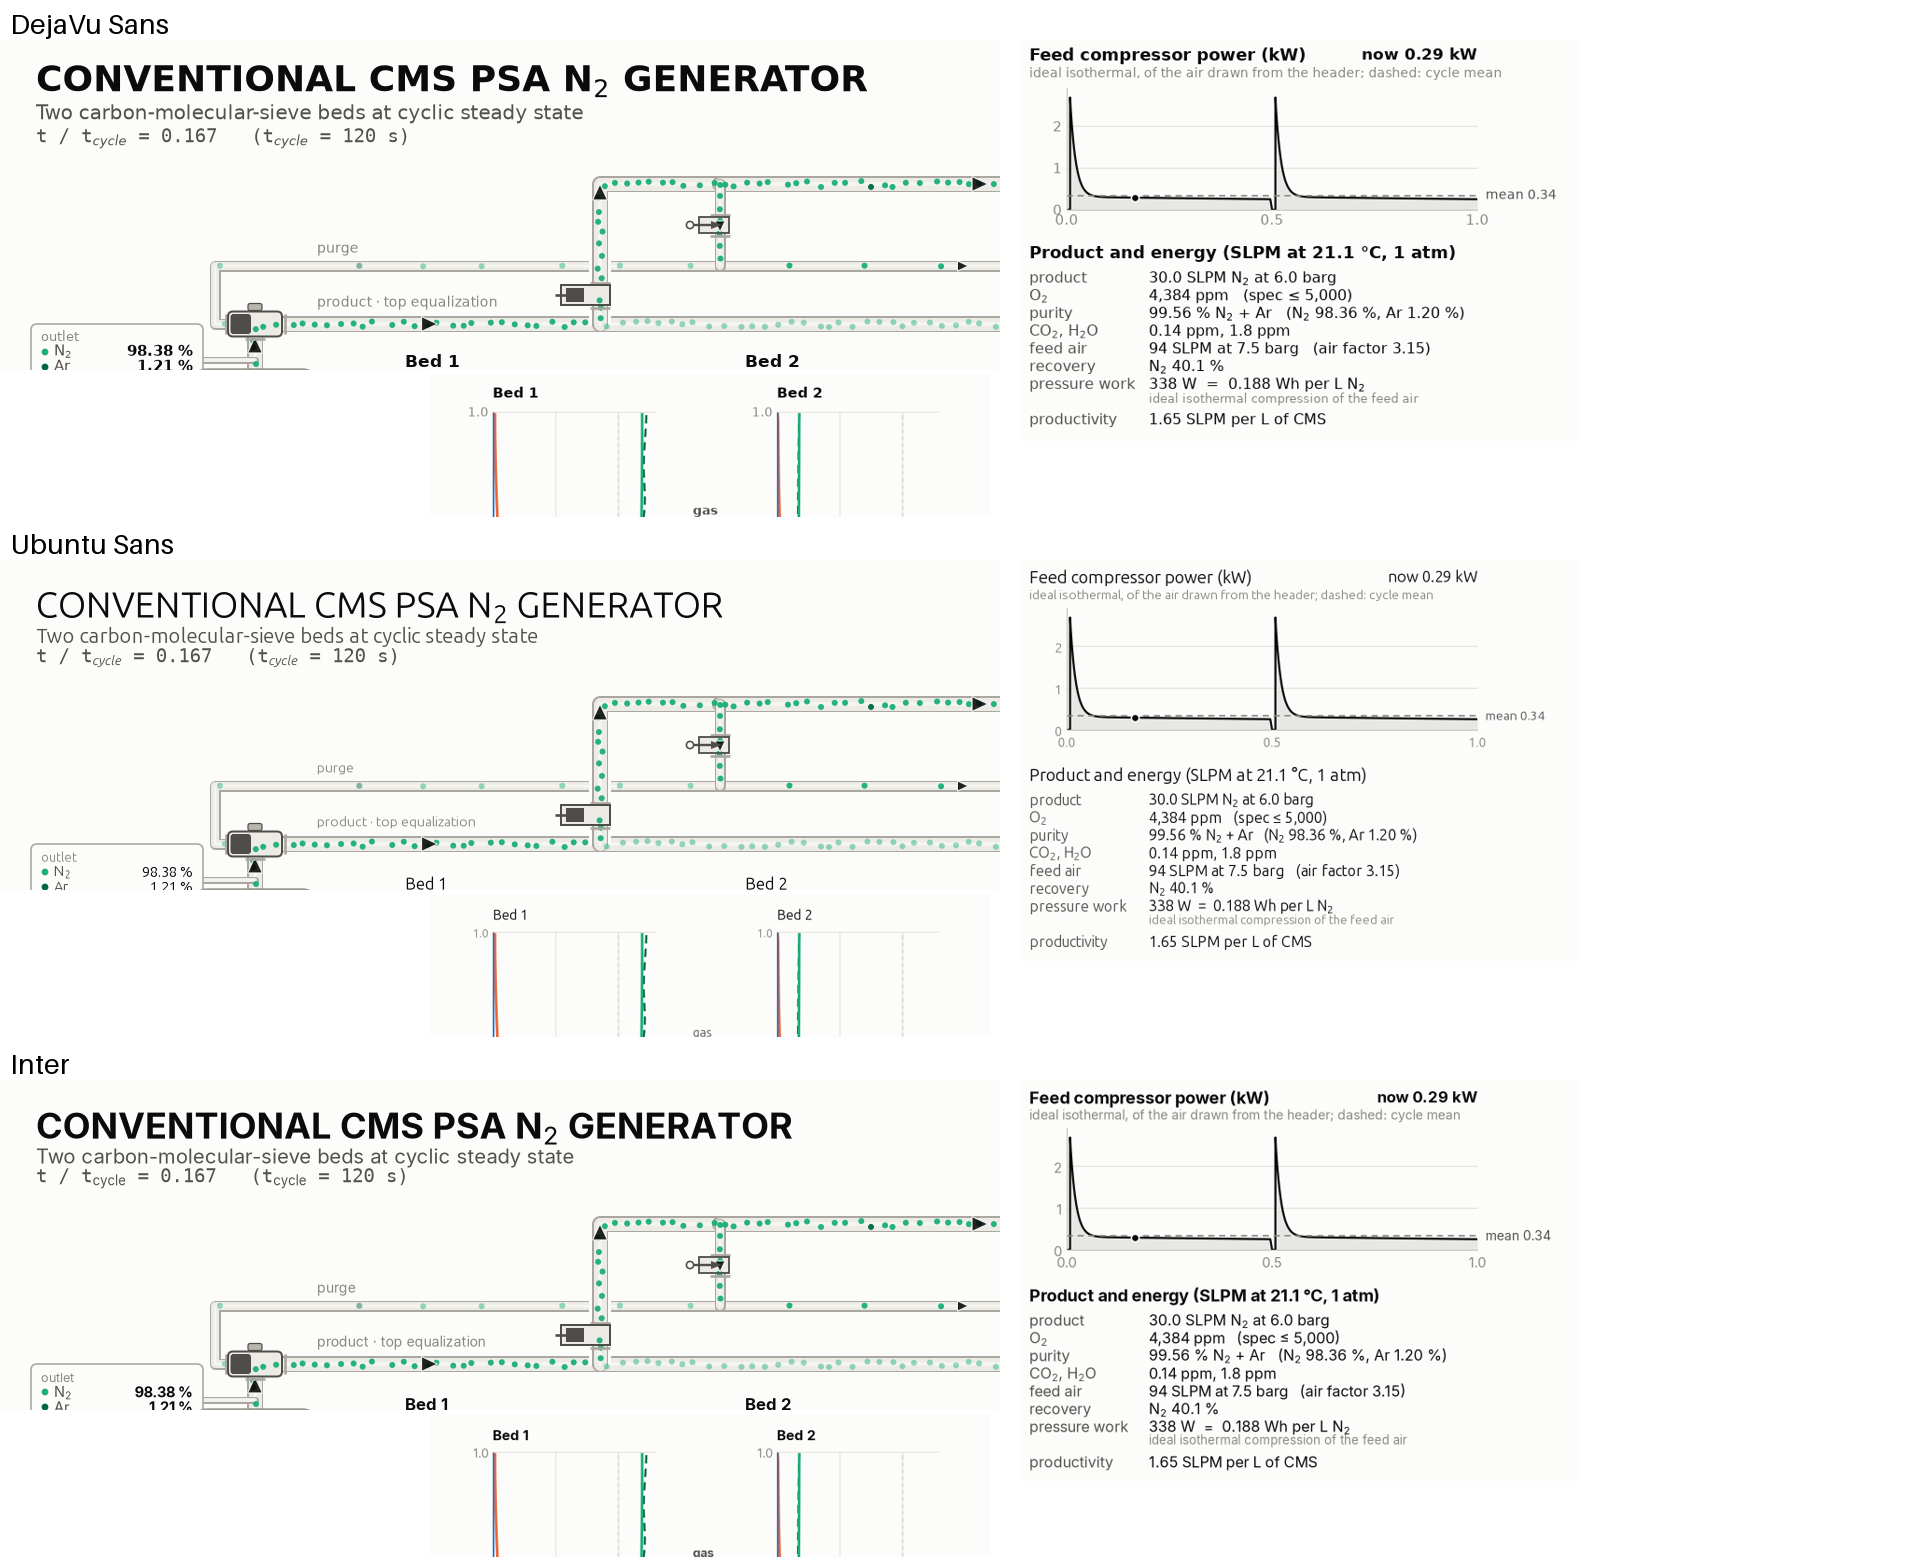 DejaVu Sans
CONVENTIONAL CMS PSA N₂ GENERATOR
Two carbon-molecular-sieve beds at cyclic steady state
t / t_cycle = 0.167 (t_cycle = 120 s)
purge
product · top equalization
outlet
N₂ 98.38 %
Ar 1.21 %
Bed 1 Bed 2
Bed 1 Bed 2
1.0 1.0
gas
Feed compressor power (kW) now 0.29 kW
ideal isothermal, of the air drawn from the header; dashed: cycle mean
2
1
0
mean 0.34
0.0 0.5 1.0
Product and energy (SLPM at 21.1 °C, 1 atm)
product 30.0 SLPM N₂ at 6.0 barg
O₂ 4,384 ppm (spec ≤ 5,000)
purity 99.56 % N₂ + Ar (N₂ 98.36 %, Ar 1.20 %)
CO₂, H₂O 0.14 ppm, 1.8 ppm
feed air 94 SLPM at 7.5 barg (air factor 3.15)
recovery N₂ 40.1 %
pressure work 338 W = 0.188 Wh per L N₂
ideal isothermal compression of the feed air
productivity 1.65 SLPM per L of CMS
Ubuntu Sans
CONVENTIONAL CMS PSA N₂ GENERATOR
Two carbon-molecular-sieve beds at cyclic steady state
t / t_cycle = 0.167 (t_cycle = 120 s)
purge
product · top equalization
outlet
N₂ 98.38 %
Ar 1.21 %
Bed 1 Bed 2
Bed 1 Bed 2
1.0 1.0
gas
Feed compressor power (kW) now 0.29 kW
ideal isothermal, of the air drawn from the header; dashed: cycle mean
2
1
0
mean 0.34
0.0 0.5 1.0
Product and energy (SLPM at 21.1 °C, 1 atm)
product 30.0 SLPM N₂ at 6.0 barg
O₂ 4,384 ppm (spec ≤ 5,000)
purity 99.56 % N₂ + Ar (N₂ 98.36 %, Ar 1.20 %)
CO₂, H₂O 0.14 ppm, 1.8 ppm
feed air 94 SLPM at 7.5 barg (air factor 3.15)
recovery N₂ 40.1 %
pressure work 338 W = 0.188 Wh per L N₂
ideal isothermal compression of the feed air
productivity 1.65 SLPM per L of CMS
Inter
CONVENTIONAL CMS PSA N₂ GENERATOR
Two carbon-molecular-sieve beds at cyclic steady state
t / t_cycle = 0.167 (t_cycle = 120 s)
purge
product · top equalization
outlet
N₂ 98.38 %
Ar 1.21 %
Bed 1 Bed 2
Bed 1 Bed 2
1.0 1.0
gas
Feed compressor power (kW) now 0.29 kW
ideal isothermal, of the air drawn from the header; dashed: cycle mean
2
1
0
mean 0.34
0.0 0.5 1.0
Product and energy (SLPM at 21.1 °C, 1 atm)
product 30.0 SLPM N₂ at 6.0 barg
O₂ 4,384 ppm (spec ≤ 5,000)
purity 99.56 % N₂ + Ar (N₂ 98.36 %, Ar 1.20 %)
CO₂, H₂O 0.14 ppm, 1.8 ppm
feed air 94 SLPM at 7.5 barg (air factor 3.15)
recovery N₂ 40.1 %
pressure work 338 W = 0.188 Wh per L N₂
ideal isothermal compression of the feed air
productivity 1.65 SLPM per L of CMS